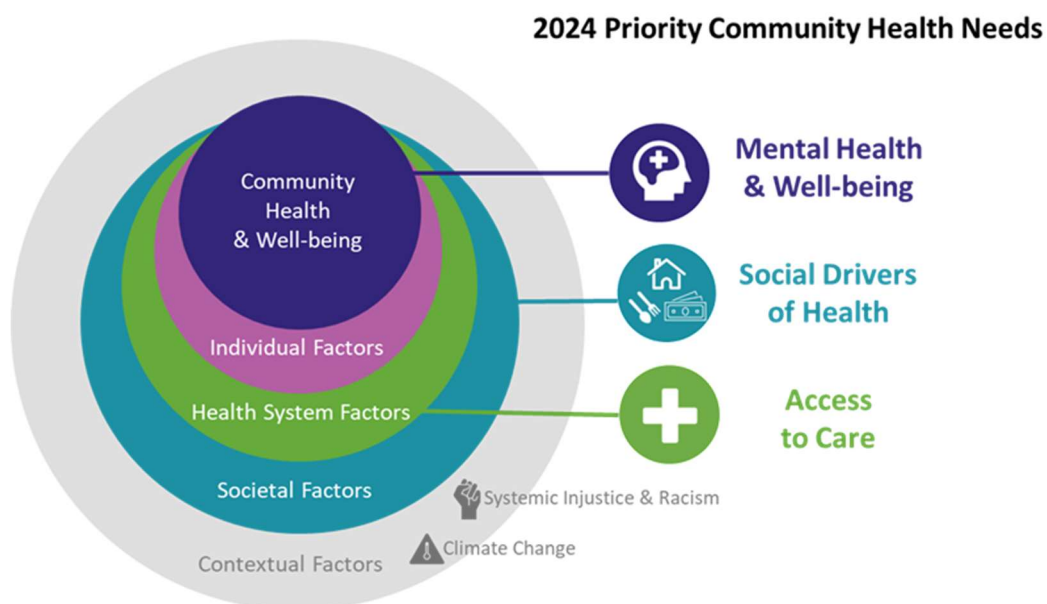 2024 Priority Community Health Needs
Community
Health
& Well-being
Individual Factors
Health System Factors
Societal Factors
Contextual Factors
Mental Health
& Well-being
Social Drivers
of Health
Access
to Care
Systemic Injustice & Racism
Climate Change